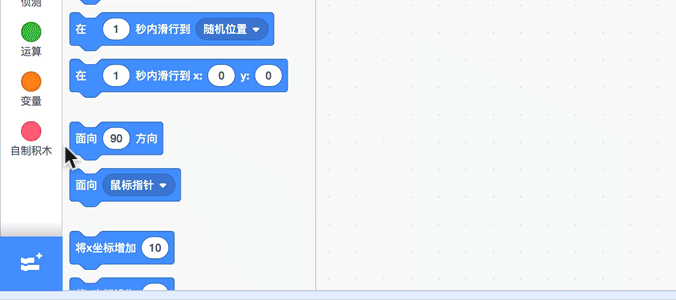 侦测
运算
变量
自制积木
在 1 秒内滑行到 随机位置
在 1 秒内滑行到 x: 0 y: 0
面向 90 方向
面向 鼠标指针
将x坐标增加 10